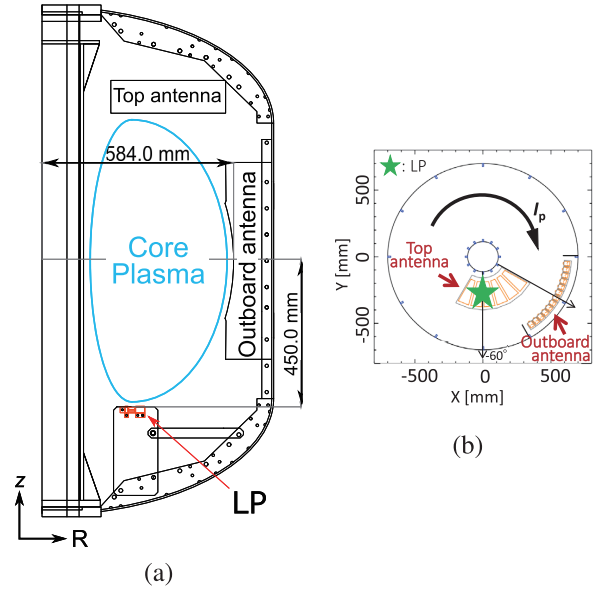 Top antenna
584.0 mm
Core
Plasma
Outboard antenna
450.0 mm
LP
z
R
(a)
: LP
500
0
-500
Y [mm]
Ip
Top
antenna
Outboard
antenna
-60°
-500
0
500
X [mm]
(b)